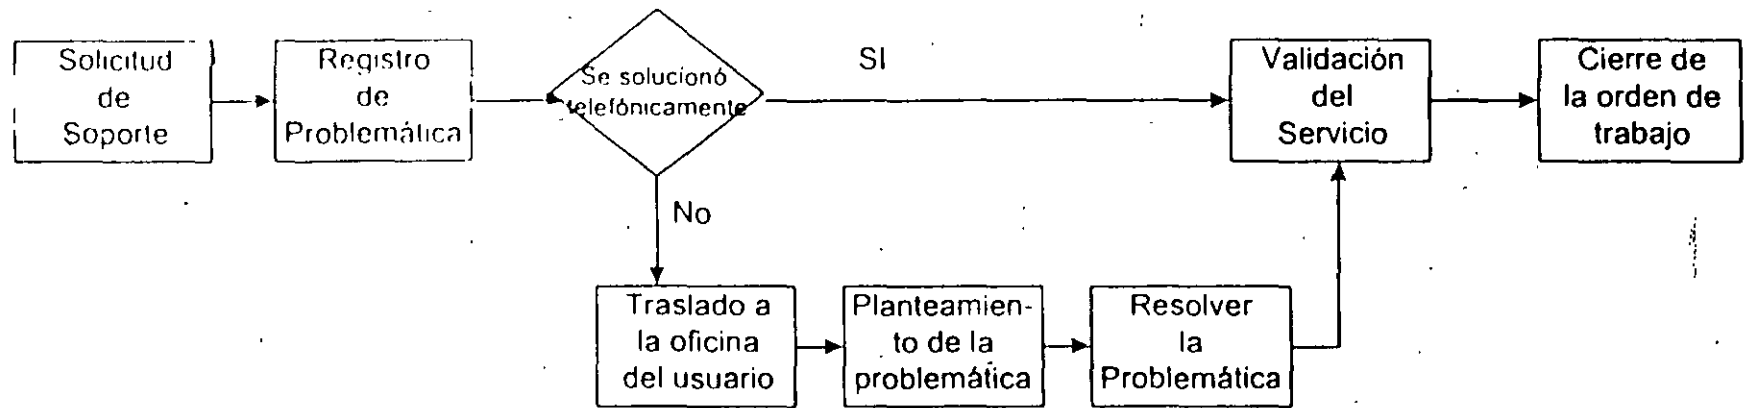 Solicitud
de
Soporte
Registro
de
Problemática
Se solucionó
telefónicamente
SI
Validación
del
Servicio
Cierre de
la orden de
trabajo
No
Traslado a
la oficina
del usuario
Planteamien-
to de la
problemática
Resolver
la
Problemática